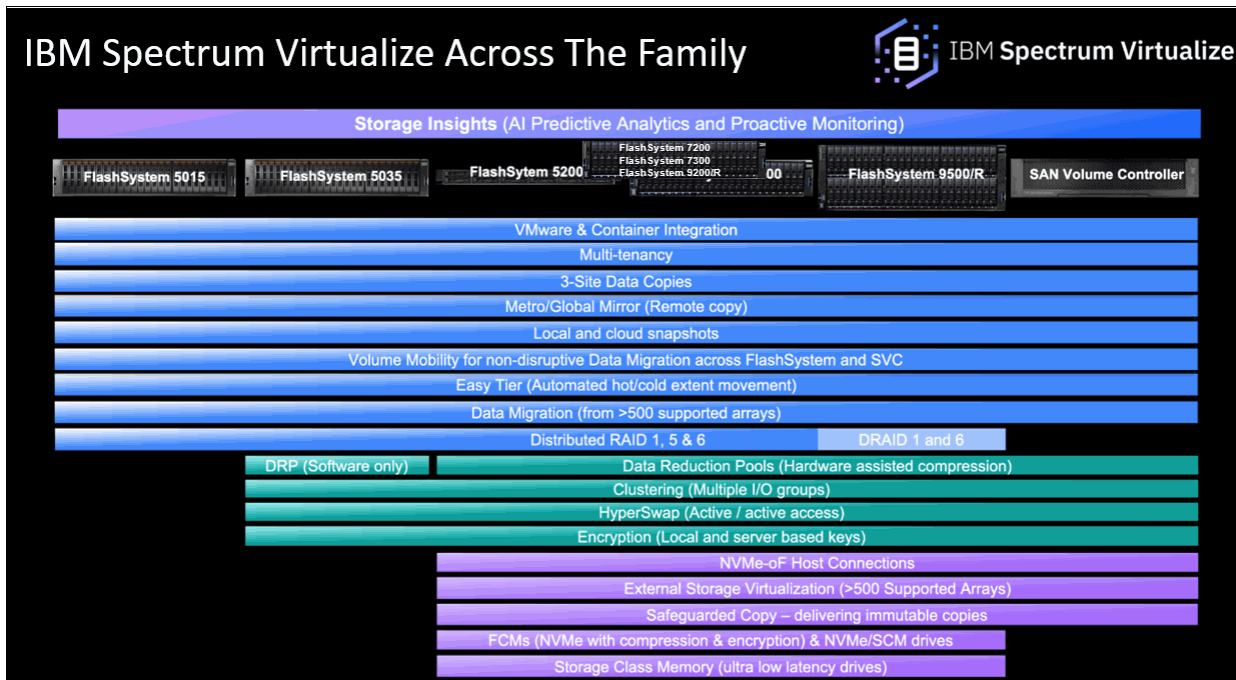 IBM Spectrum Virtualize Across The Family
IBM Spectrum Virtualize
Storage Insights (AI Predictive Analytics and Proactive Monitoring)
FlashSystem 5015
FlashSystem 5035
FlashSytem 5200
FlashSystem 7200
FlashSystem 7300
FlashSystem 9200/R
00
FlashSystem 9500/R
SAN Volume Controller
VMware & Container Integration
Multi-tenancy
3-Site Data Copies
Metro/Global Mirror (Remote copy)
Local and cloud snapshots
Volume Mobility for non-disruptive Data Migration across FlashSystem and SVC
Easy Tier (Automated hot/cold extent movement)
Data Migration (from >500 supported arrays)
Distributed RAID 1, 5 & 6
DRAID 1 and 6
DRP (Software only)
Data Reduction Pools (Hardware assisted compression)
Clustering (Multiple I/O groups)
HyperSwap (Active / active access)
Encryption (Local and server based keys)
NVMe-oF Host Connections
External Storage Virtualization (>500 Supported Arrays)
Safeguarded Copy – delivering immutable copies
FCMs (NVMe with compression & encryption) & NVMe/SCM drives
Storage Class Memory (ultra low latency drives)